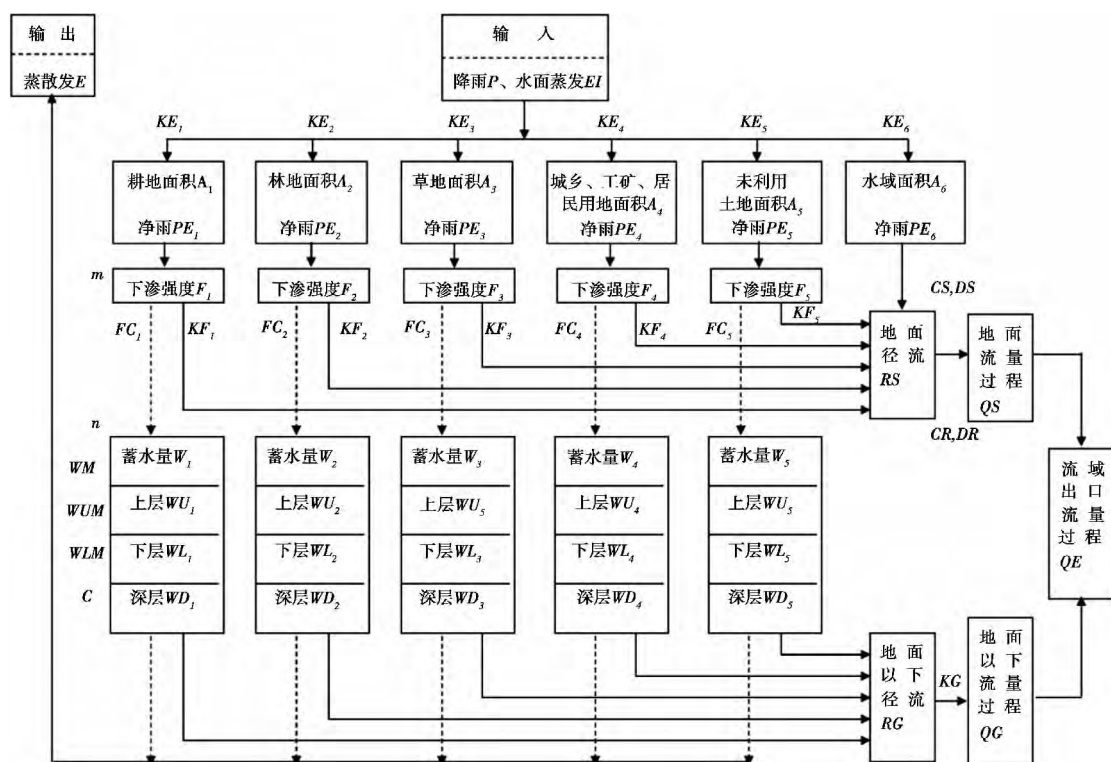 输 出
蒸散发E
输 入
降雨P、水面蒸发EI
KE₁ KE₂ KE₃ KE₄ KE₅ KE₆
耕地面积A₁
净雨PE₁
林地面积A₂
净雨PE₂
草地面积A₃
净雨PE₃
城乡、工矿、居
民用地面积A₄
净雨PE₄
未利用
土地面积A₅
净雨PE₅
水域面积A₆
净雨PE₆
m
下渗强度F₁
下渗强度F₂
下渗强度F₃
下渗强度F₄
下渗强度F₅
CS,DS
FC₁ KF₁ FC₂ KF₂ FC₃ KF₃ FC₄ KF₄ FC₅ KF₅
地 面
径 流
RS
地 面
流 量
过 程
QS
CR,DR
n
WM
WUM
WLM
C
蓄水量W₁
上层WU₁
下层WL₁
深层WD₁
蓄水量W₂
上层WU₂
下层WL₂
深层WD₂
蓄水量W₃
上层WU₅
下层WL₃
深层WD₃
蓄水量W₄
上层WU₄
下层WL₄
深层WD₄
蓄水量W₅
上层WU₅
下层WL₅
深层WD₅
流 域
出 口
流 量
过 程
QE
地 面
以 下
径 流
RG
KG
地 面
以 下
流 量
过 程
QG